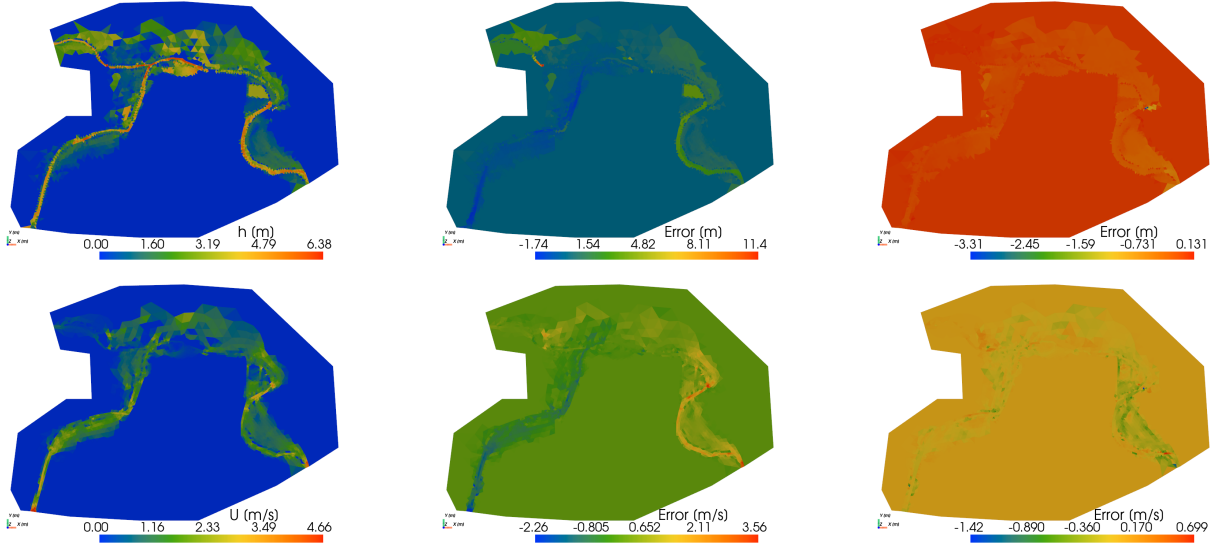 h (m)
0.00 1.60 3.19 4.79 6.38
Error (m)
-1.74 1.54 4.82 8.11 11.4
Error (m)
-3.31 -2.45 -1.59 -0.731 0.131
U (m/s)
0.00 1.16 2.33 3.49 4.66
Error (m/s)
-2.26 -0.805 0.652 2.11 3.56
Error (m/s)
-1.42 -0.890 -0.360 0.170 0.699